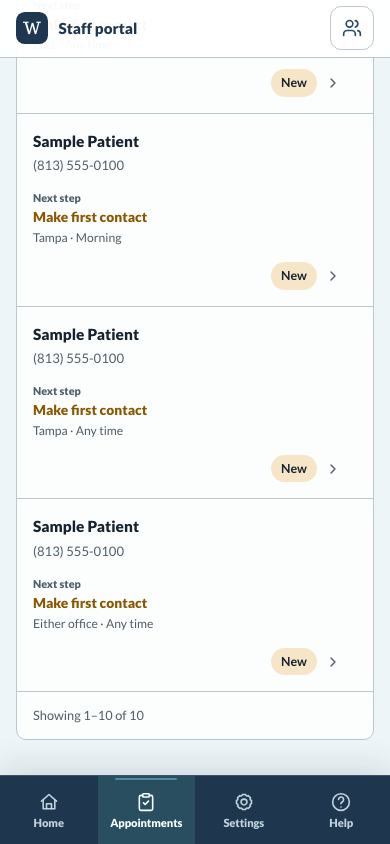 W Staff portal
New
Sample Patient
(813) 555-0100
Next step
Make first contact
Tampa · Morning
New
Sample Patient
(813) 555-0100
Next step
Make first contact
Tampa · Any time
New
Sample Patient
(813) 555-0100
Next step
Make first contact
Either office · Any time
New
Showing 1–10 of 10
Home
Appointments
Settings
Help